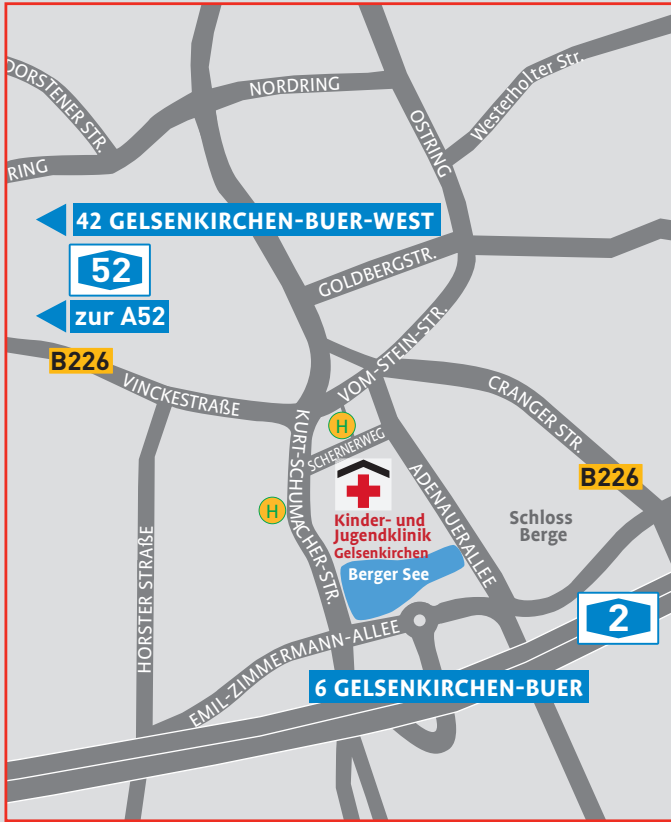 DORSTENER STR.
NORDRING
OSTRING
Westerholter Str.
RING
42 GELSENKIRCHEN-BUER-WEST
52
GOLDBERGSTR.
zur A52
VOM-STEIN-STR.
B226
VINCKESTRAßE
CRANGER STR.
KURT-SCHUMACHER-STR.
H
SCHERNERWEG
B226
ADENAUERALLEE
H
Kinder- und
Jugendklinik
Gelsenkirchen
Schloss
Berge
Berger See
HORSTER STRAßE
2
EMIL-ZIMMERMANN-ALLEE
6 GELSENKIRCHEN-BUER